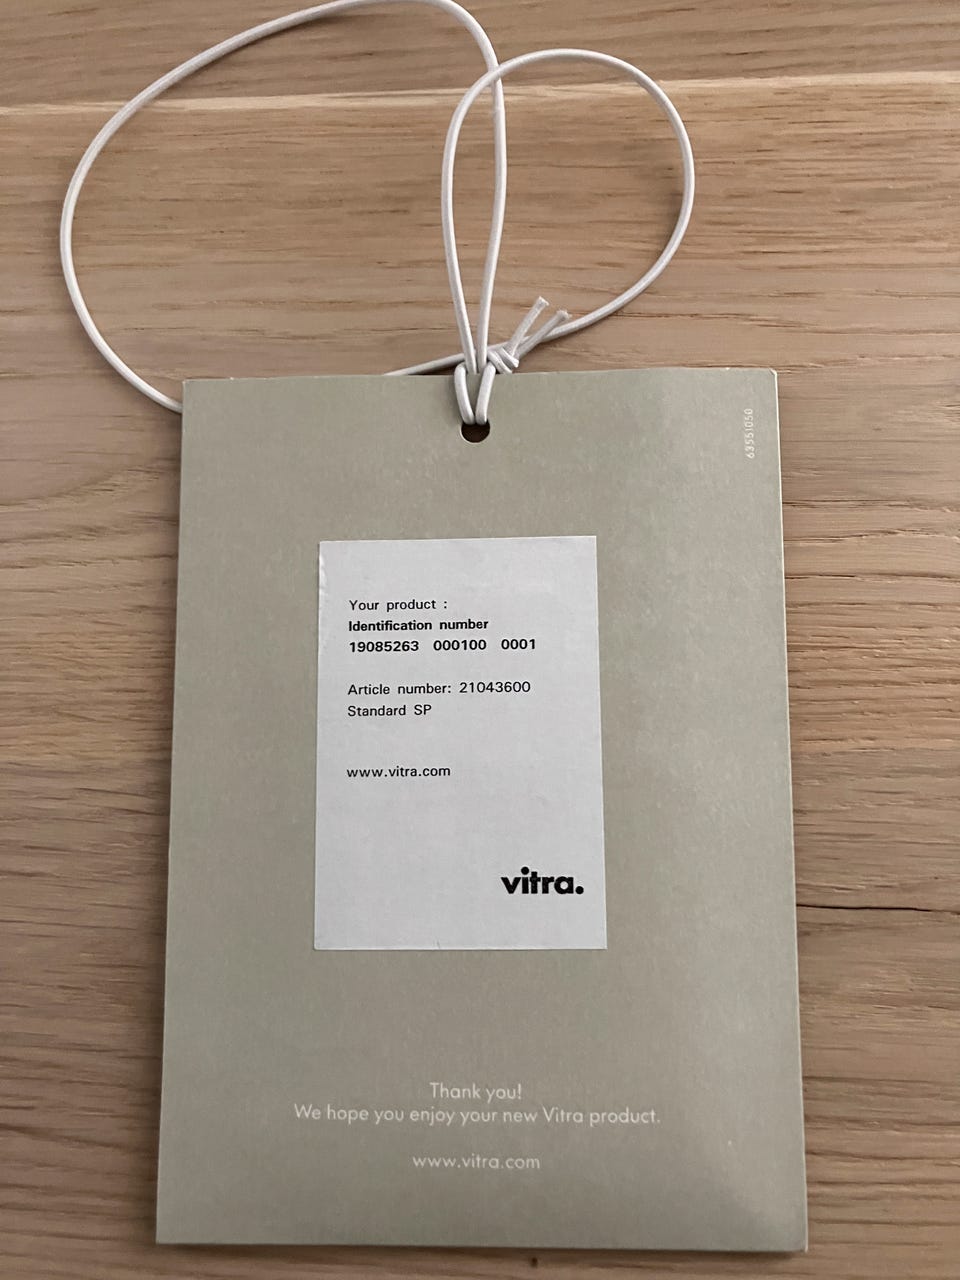 63551050
Your product :
Identification number
19085263 000100 0001
Article number: 21043600
Standard SP
www.vitra.com
vitra.
Thank you!
We hope you enjoy your new Vitra product.
www.vitra.com